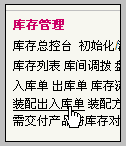 库存管理
库存总控台 初始化
库存列表 库间调拨
入库单 出库单 库存
装配出入库单 装配方
需交付产品 库存对